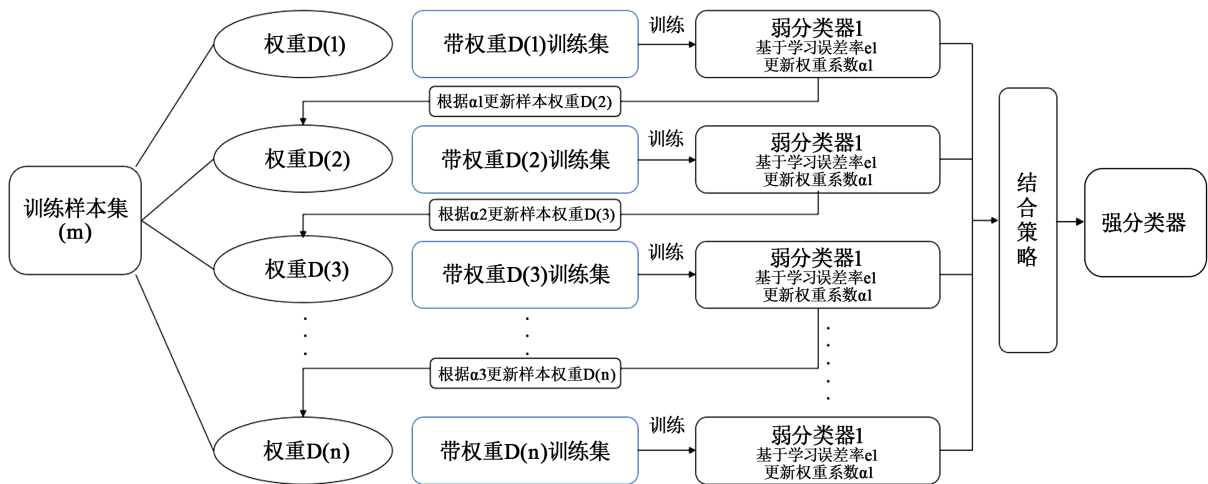 权重D(1)
带权重D(1)训练集
训练
弱分类器1
基于学习误差率e1
更新权重系数α1
根据α1更新样本权重D(2)
权重D(2)
带权重D(2)训练集
训练
弱分类器1
基于学习误差率e1
更新权重系数α1
训练样本集
(m)
根据α2更新样本权重D(3)
权重D(3)
带权重D(3)训练集
训练
弱分类器1
基于学习误差率e1
更新权重系数α1
根据α3更新样本权重D(n)
权重D(n)
带权重D(n)训练集
训练
弱分类器1
基于学习误差率e1
更新权重系数α1
结合策略
强分类器